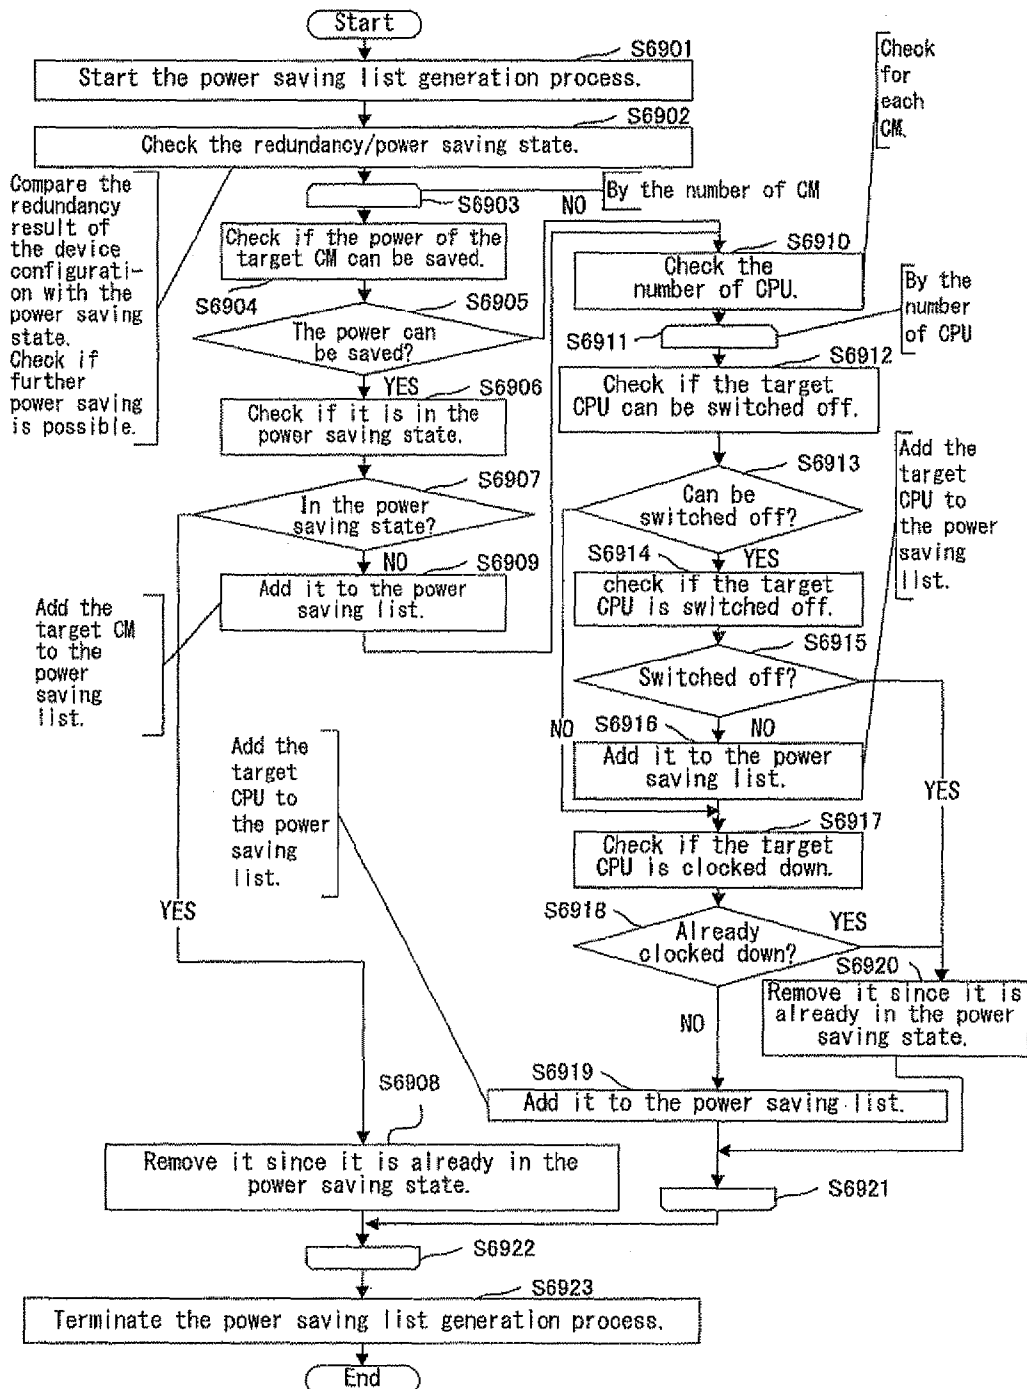 Start
S6901
Start the power saving list generation process.
S6902
Check the redundancy/power saving state.
Compare the
redundancy
result of
the device
configurati-
on with the
power saving
state.
Check if
further
power saving
is possible.
S6903
By the number of CM
Check if the power of the
target CM can be saved.
S6904
S6905
The power can
be saved?
NO
YES
S6906
Check if it is in the
power saving state.
S6907
In the power
saving state?
NO
S6909
Add it to the power
saving list.
Add the
target CM
to the
power
saving
list.
YES
Check
for
each
CM.
S6910
Check the
number of CPU.
S6911
By the
number
of CPU
S6912
Check if the target
CPU can be switched off.
S6913
Can be
switched off?
Add the
target
CPU to
the power
saving
list.
S6914
YES
check if the target
CPU is switched off.
S6915
Switched off?
NO
S6916
NO
Add it to the power
saving list.
YES
S6917
Check if the target
CPU is clocked down.
S6918
Already
clocked down?
YES
S6920
Remove it since it is
already in the power
saving state.
NO
Add the
target
CPU to
the power
saving
list.
S6919
Add it to the power saving list.
S6908
Remove it since it is already in the
power saving state.
S6921
S6922
S6923
Terminate the power saving list generation process.
End